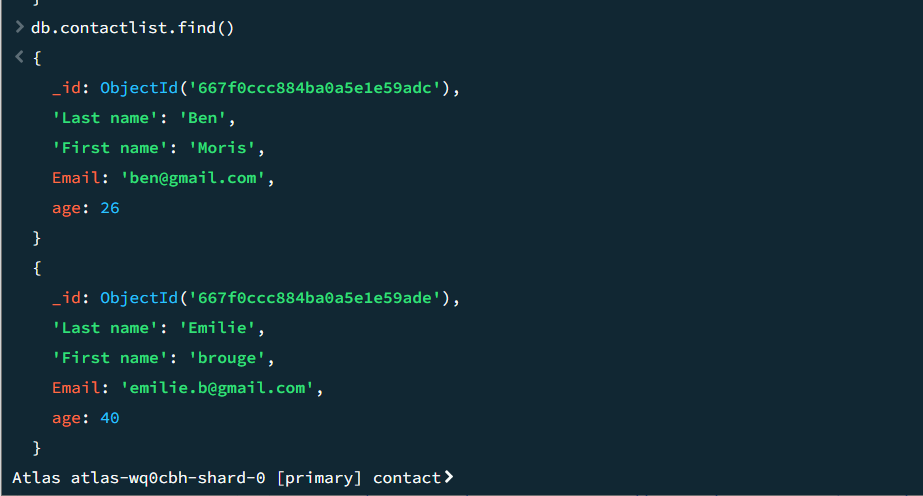 }
> db.contactlist.find()
< {
_id: ObjectId('667f0ccc884ba0a5e1e59adc'),
'Last name': 'Ben',
'First name': 'Moris',
Email: 'ben@gmail.com',
age: 26
}
{
_id: ObjectId('667f0ccc884ba0a5e1e59ade'),
'Last name': 'Emilie',
'First name': 'brouge',
Email: 'emilie.b@gmail.com',
age: 40
}
Atlas atlas-wq0cbh-shard-0 [primary] contact>